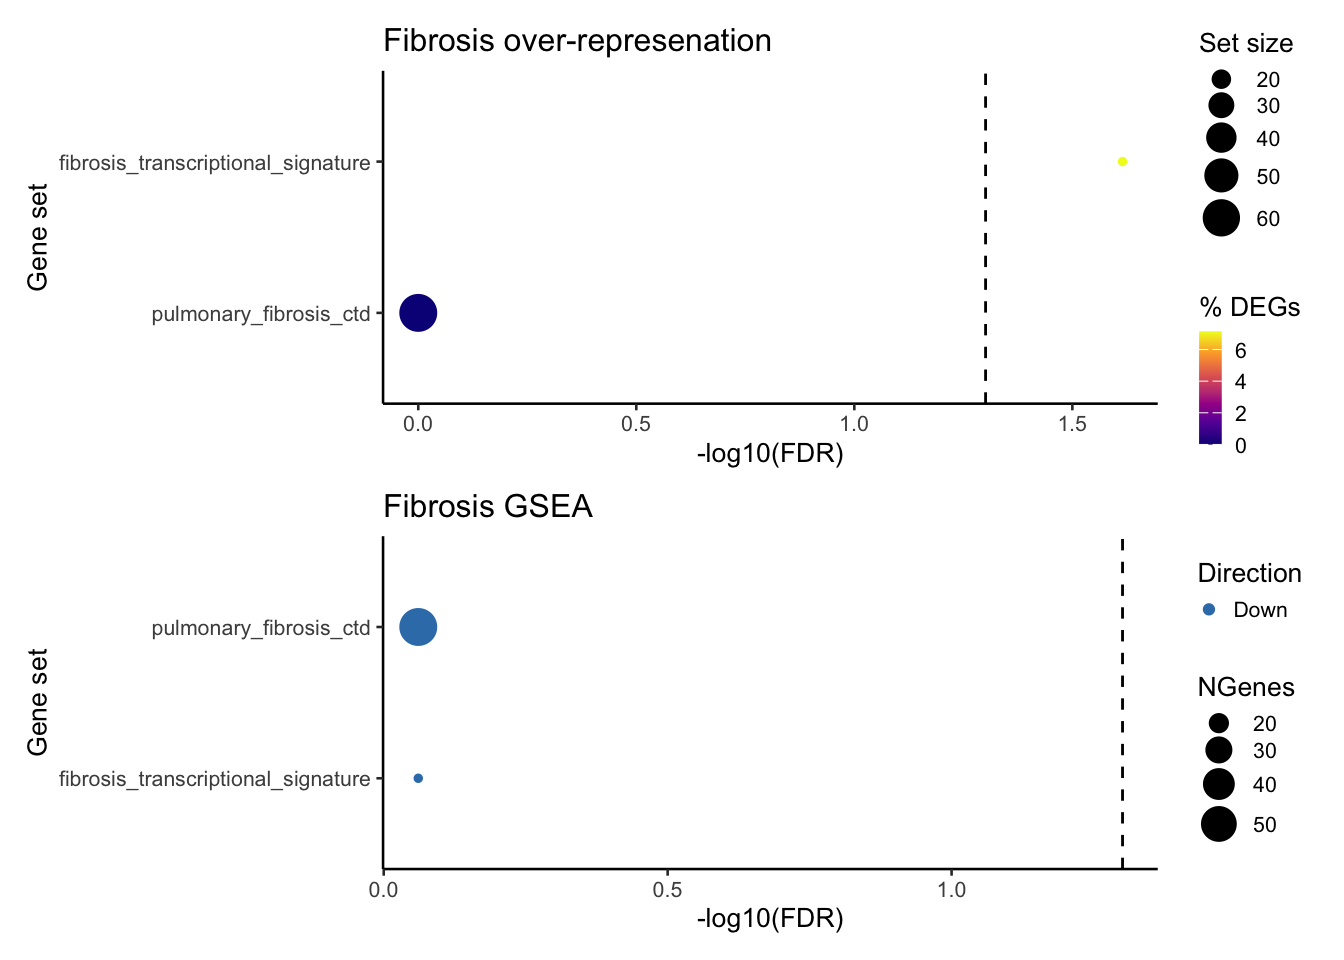 Fibrosis over-represenation
Gene set
fibrosis_transcriptional_signature
pulmonary_fibrosis_ctd
0.0 0.5 1.0 1.5
-log10(FDR)
Set size
20
30
40
50
60
% DEGs
6
4
2
0
Fibrosis GSEA
Gene set
pulmonary_fibrosis_ctd
fibrosis_transcriptional_signature
0.0 0.5 1.0
-log10(FDR)
Direction
Down
NGenes
20
30
40
50